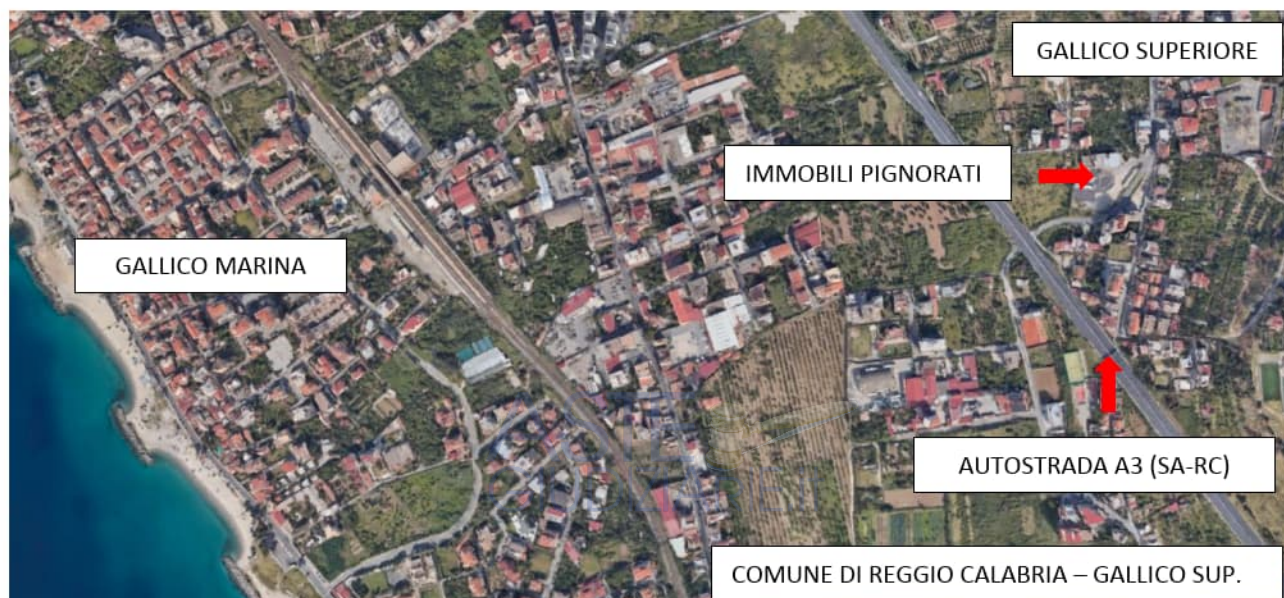 GALLICO SUPERIORE
IMMOBILI PIGNORATI
GALLICO MARINA
AUTOSTRADA A3 (SA-RC)
COMUNE DI REGGIO CALABRIA – GALLICO SUP.